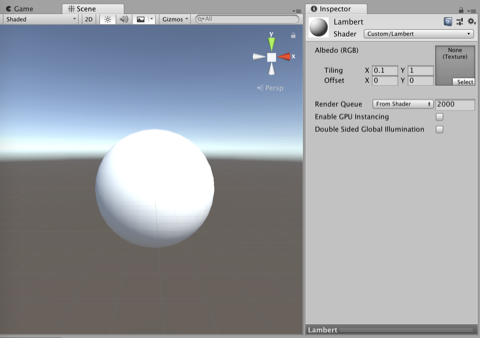 Game
Scene
Shaded
2D
Gizmos
All
y
x
Persp
Inspector
Lambert
Shader
Custom/Lambert
Albedo (RGB)
None
(Texture)
Tiling X 0.1 Y 1
Offset X 0 Y 0
Select
Render Queue From Shader 2000
Enable GPU Instancing
Double Sided Global Illumination
Lambert